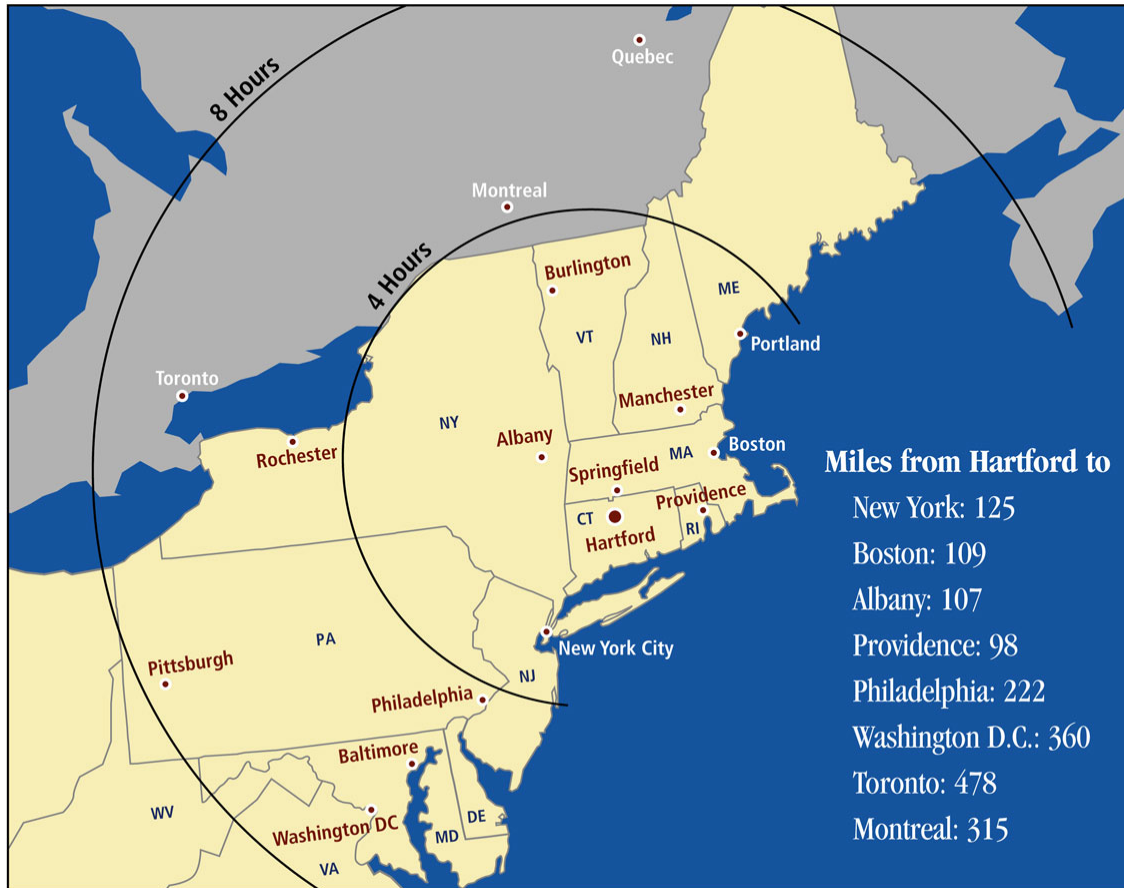 Quebec
8 Hours
Montreal
4 Hours
Burlington
ME
VT
NH
Portland
Toronto
Manchester
NY
Albany
Rochester
MA
Boston
Springfield
Providence
CT
RI
Hartford
PA
New York City
Pittsburgh
NJ
Philadelphia
Baltimore
WV
Washington DC
DE
MD
VA
Miles from Hartford to
New York: 125
Boston: 109
Albany: 107
Providence: 98
Philadelphia: 222
Washington D.C.: 360
Toronto: 478
Montreal: 315